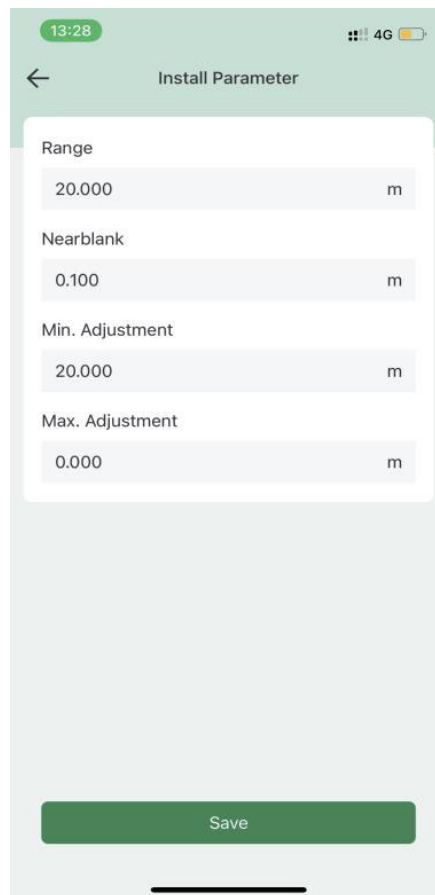 13:28
4G
Install Parameter
Range
20.000 m
Nearblank
0.100 m
Min. Adjustment
20.000 m
Max. Adjustment
0.000 m
Save